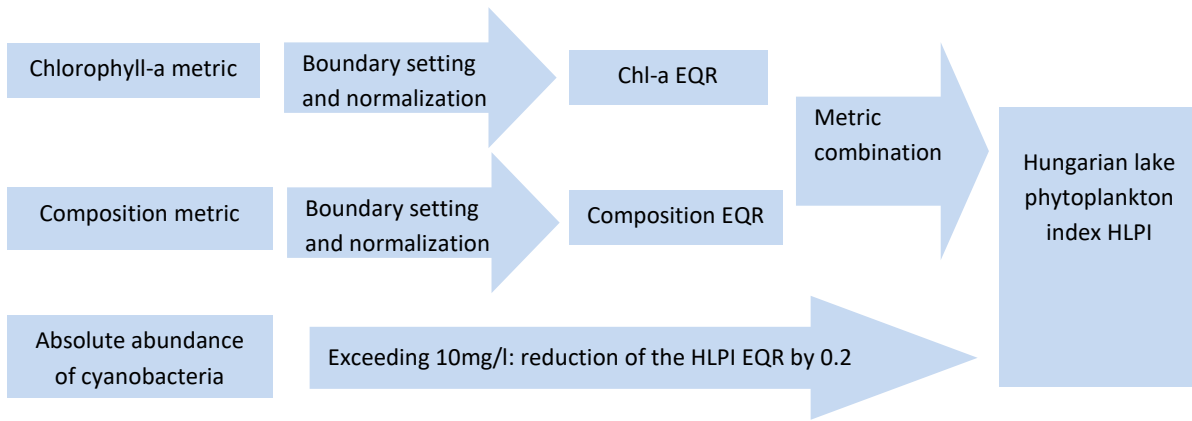 Chlorophyll-a metric
Boundary setting
and normalization
Chl-a EQR
Metric
combination
Hungarian lake
phytoplankton
index HLPI
Composition metric
Boundary setting
and normalization
Composition EQR
Absolute abundance
of cyanobacteria
Exceeding 10mg/l: reduction of the HLPI EQR by 0.2